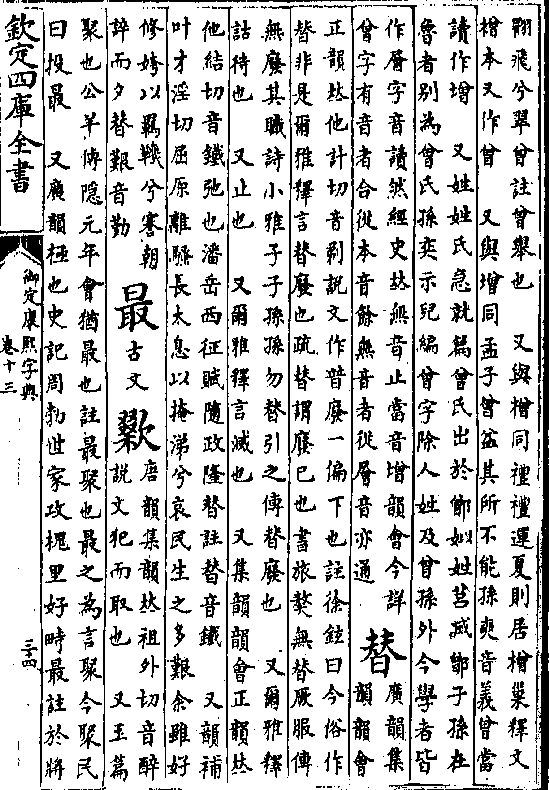 翾飛兮翠曾註曾舉也　又與橧同禮禮運夏則居橧巢釋文
橧本又作曾　又與增同孟子曾益其所不能孫奭音義曾當
讀作增　又姓姓氏急就篇曾氏出於鄫姒姓莒滅鄫子孫在
魯者別為曾氏孫奕示兒編曾字除人姓及曾孫外今學者皆
作層字音讀然經史𠀤無音止當音增韻會今詳
曾字有音者合從本音餘無音者從層音亦通　替　廣韻集
韻韻會
正韻𠀤他計切音剃說文作暜廢一偏下也註徐鉉曰今俗作
替非是爾雅釋言替廢也疏替謂廢已也書旅獒無替厥服傳
無廢其職詩小雅子子孫孫勿替引之傳替廢也　又爾雅釋
詁待也　又止也　又爾雅釋言滅也　又集韻韻會正韻𠀤
他結切音鐵弛也潘岳西征賦隨政隆替註替音鐵　又韻補
叶才淫切屈原離騷長太息以掩涕兮哀民生之多艱余雖好
修姱以鞿羈兮謇朝
誶而夕替艱音勤　最　古文　㝡　唐韻集韻𠀤祖外切音醉
說文犯而取也　又玉篇
聚也公羊傳隱元年會猶最也註最聚也最之為言聚今聚民
曰投最　又廣韻極也史記周勃世家攻槐里好畤最註於將
欽定四庫全書
御定康熙字典
卷十三
三十四